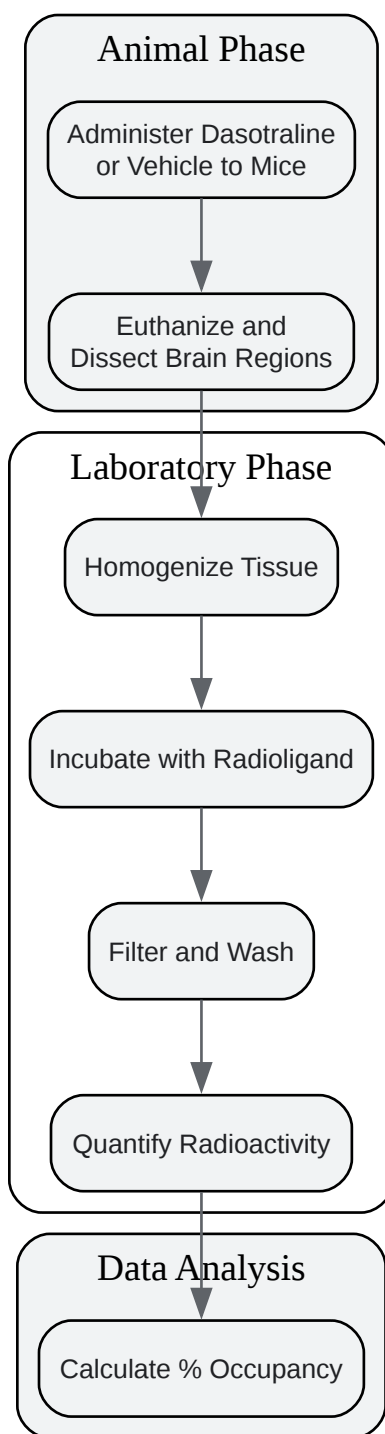 Animal Phase
Administer Dasotraline
or Vehicle to Mice
Euthanize and
Dissect Brain Regions
Laboratory Phase
Homogenize Tissue
Incubate with Radioligand
Filter and Wash
Quantify Radioactivity
Data Analysis
Calculate % Occupancy